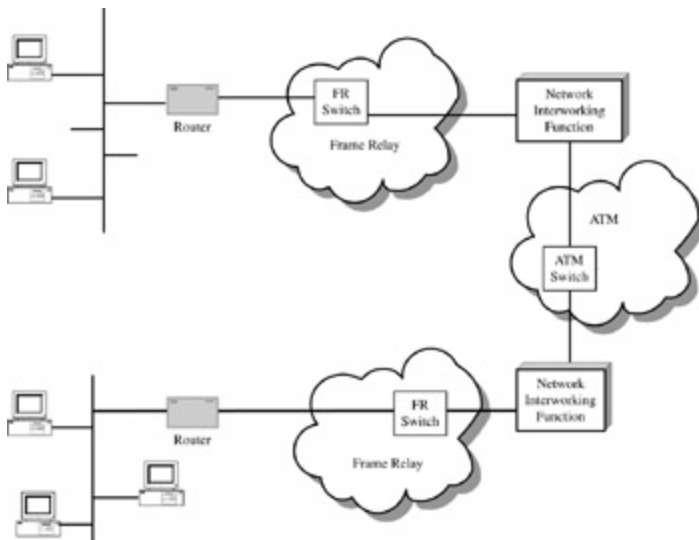 FR
Switch
Network
Interworking
Function
Router
Frame Relay
ATM
ATM
Switch
Network
Interworking
Function
FR
Switch
Router
Frame Relay